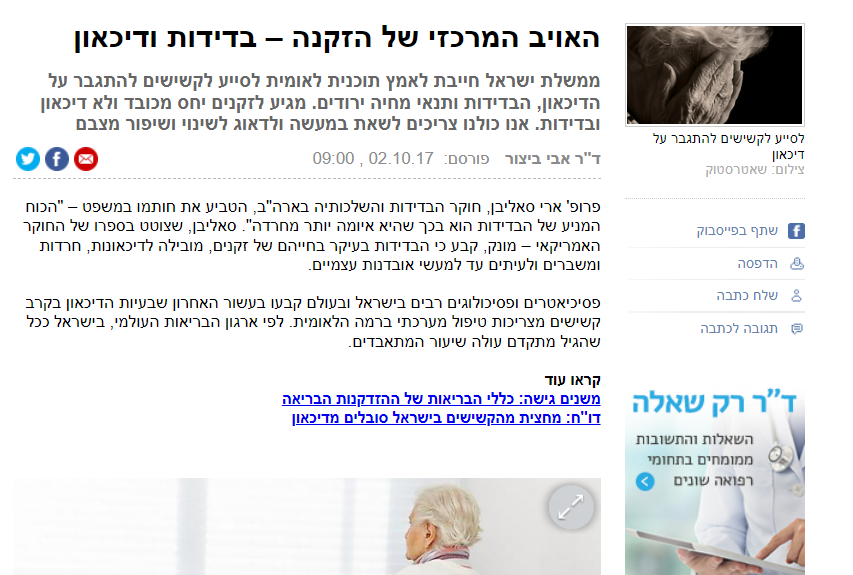 האויב המרכזי של הזקנה – בדידות ודיכאון
ממשלת ישראל חייבת לאמץ תוכנית לאומית לסייע לקשישים להתגבר על
הדיכאון, הבדידות ותנאי מחיה ירודים. מגיע לזקנים יחס מכובד ולא דיכאון
ובדידות. אנו כולנו צריכים לשאת במעשה ולדאוג לשינוי ושיפור מצבם
ד"ר אבי ביצור פורסם: 02.10.17 , 09:00
פרופ' ארי סאליבן, חוקר הבדידות והשלכותיה בארה"ב, הטביע את חותמו במשפט – "הכוח
המניע של הבדידות הוא בכך שהיא איומה יותר מחרדה". סאליבן, שצוטט בספרו של החוקר
האמריקאי – מונק, קבע כי הבדידות בעיקר בחייהם של זקנים, מובילה לדיכאונות, חרדות
ומשברים ולעיתים עד למעשי אובדנות עצמיים.
פסיכיאטרים ופסיכולוגים רבים בישראל ובעולם קבעו בעשור האחרון שבעיות הדיכאון בקרב
קשישים מצריכות טיפול מערכתי ברמה הלאומית. לפי ארגון הבריאות העולמי, בישראל ככל
שהגיל מתקדם עולה שיעור המתאבדים.
קראו עוד
משנים גישה: כללי הבריאות של ההזדקנות הבריאה
דו"ח: מחצית מהקשישים בישראל סובלים מדיכאון
לסייע לקשישים להתגבר על
דיכאון
צילום: שאטרסטוק
שתף בפייסבוק
הדפסה
שלח כתבה
תגובה לכתבה
ד"ר רק שאלה
השאלות והתשובות
ממומחים בתחומי
רפואה שונים